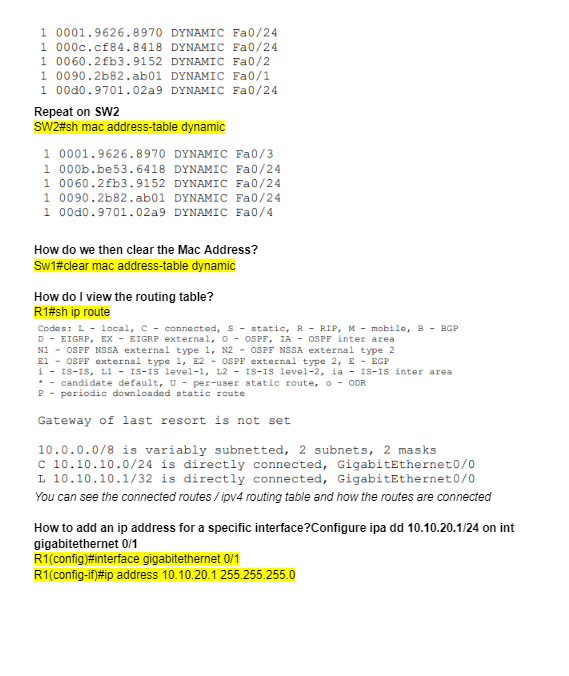 1 0001.9626.8970 DYNAMIC Fa0/24
1 000c.cf84.8418 DYNAMIC Fa0/24
1 0060.2fb3.9152 DYNAMIC Fa0/2
1 0090.2b82.ab01 DYNAMIC Fa0/1
1 00d0.9701.02a9 DYNAMIC Fa0/24
Repeat on SW2
SW2#sh mac address-table dynamic
1 0001.9626.8970 DYNAMIC Fa0/3
1 000b.be53.6418 DYNAMIC Fa0/24
1 0060.2fb3.9152 DYNAMIC Fa0/24
1 0090.2b82.ab01 DYNAMIC Fa0/24
1 00d0.9701.02a9 DYNAMIC Fa0/4
How do we then clear the Mac Address?
Sw1#clear mac address-table dynamic
How do I view the routing table?
R1#sh ip route
Codes: L - local, C - connected, S - static, R - RIP, M - mobile, B - BGP
D - EIGRP, EX - EIGRP external, O - OSPF, IA - OSPF inter area
N1 - OSPF NSSA external type 1, N2 - OSPF NSSA external type 2
E1 - OSPF external type 1, E2 - OSPF external type 2, E - EGP
i - IS-IS, L1 - IS-IS level-1, L2 - IS-IS level-2, ia - IS-IS inter area
* - candidate default, U - per-user static route, o - ODR
P - periodic downloaded static route
Gateway of last resort is not set
10.0.0.0/8 is variably subnetted, 2 subnets, 2 masks
C 10.10.10.0/24 is directly connected, GigabitEthernet0/0
L 10.10.10.1/32 is directly connected, GigabitEthernet0/0
You can see the connected routes / ipv4 routing table and how the routes are connected
How to add an ip address for a specific interface?Configure ipa dd 10.10.20.1/24 on int
gigabitethernet 0/1
R1(config)#interface gigabitethernet 0/1
R1(config-if)#ip address 10.10.20.1 255.255.255.0